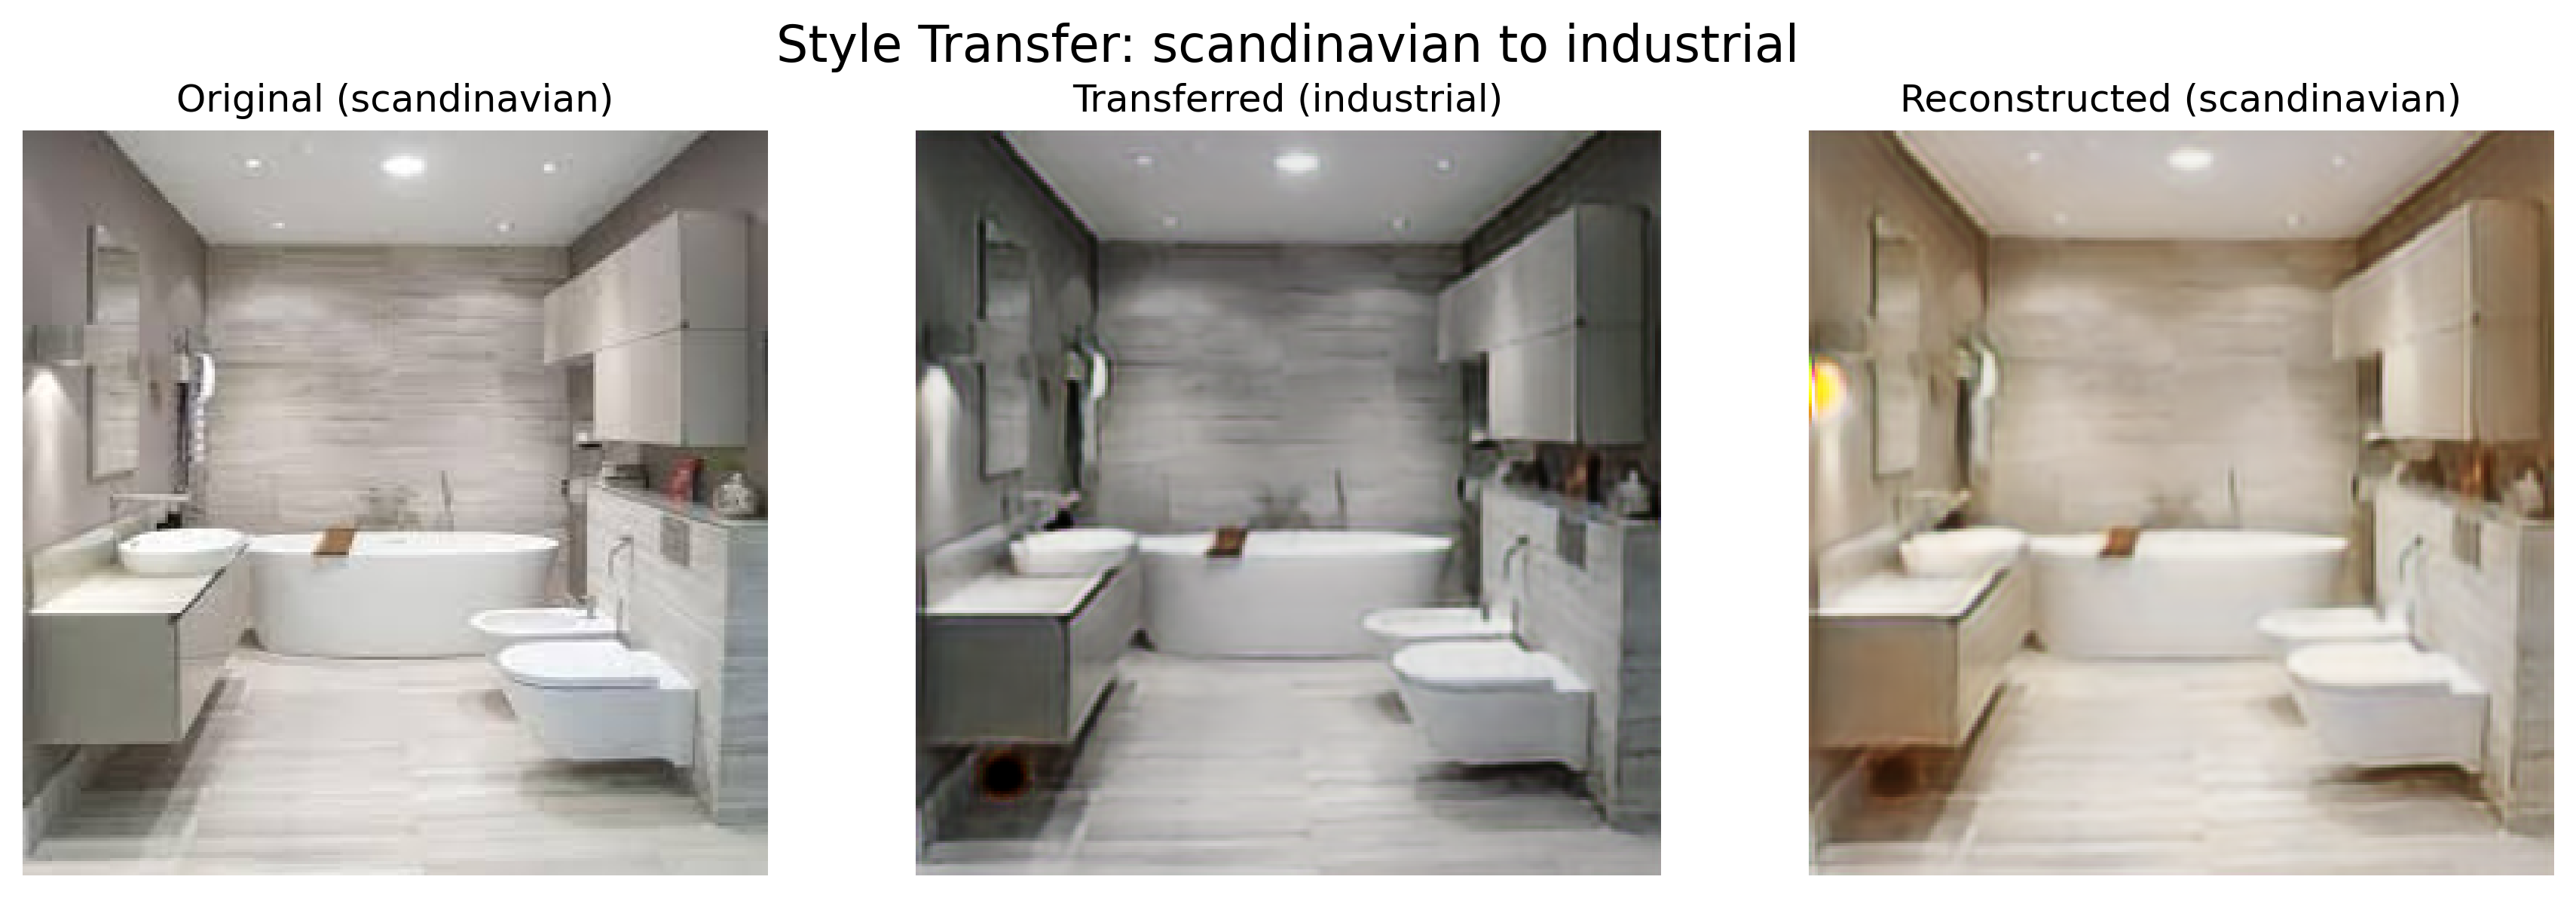 Style Transfer: scandinavian to industrial
Original (scandinavian)
Transferred (industrial)
Reconstructed (scandinavian)